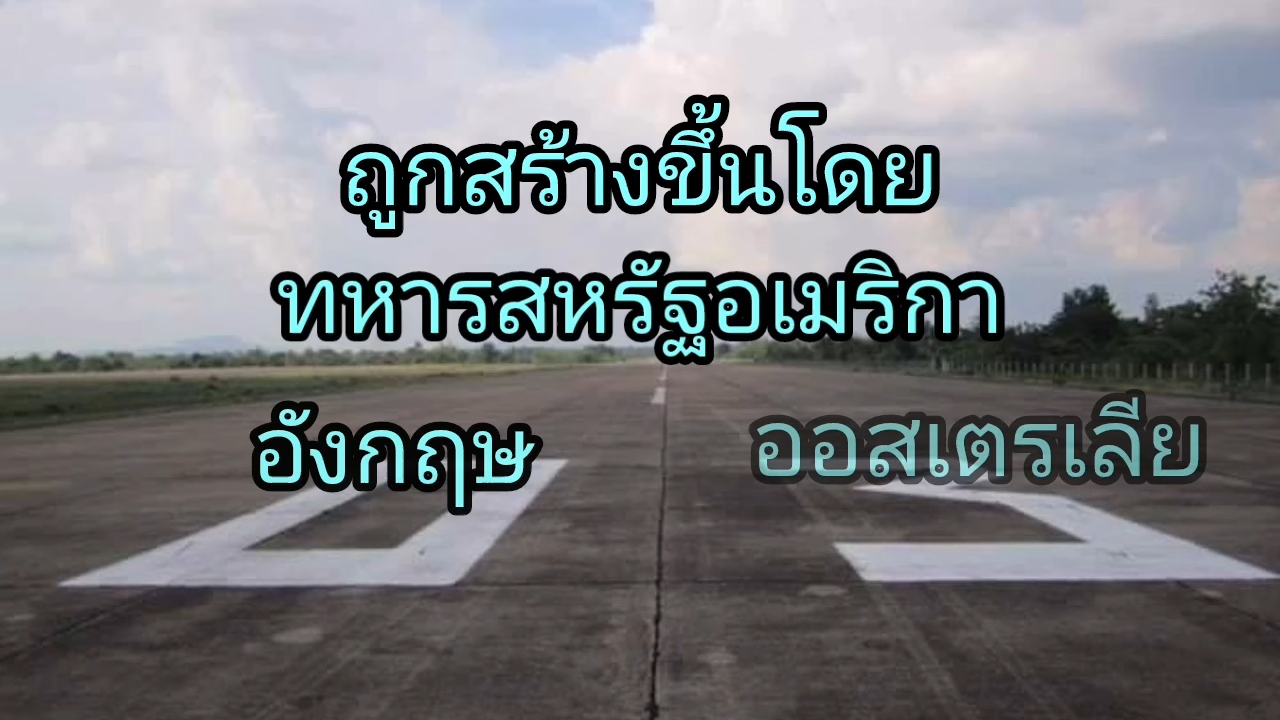 ถูกสร้างขึ้นโดย
ทหารสหรัฐอเมริกา
อังกฤษ ออสเตรเลีย